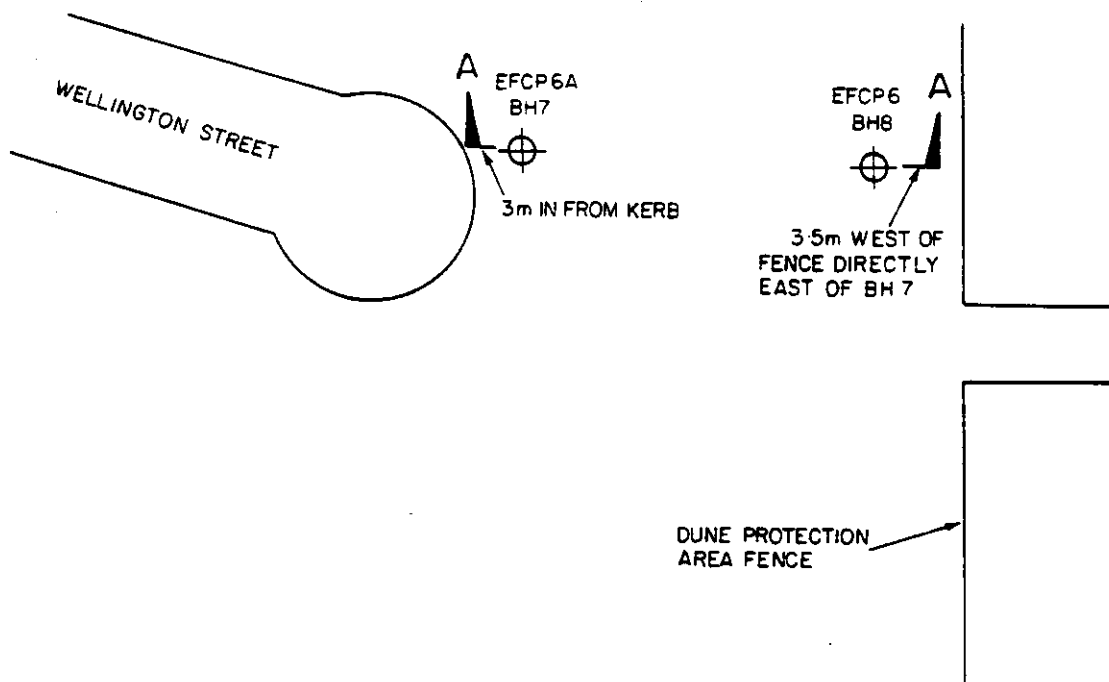 WELLINGTON STREET
A
EFCP6A
BH7
3m IN FROM KERB
EFCP6
BH8
A
3·5m WEST OF
FENCE DIRECTLY
EAST OF BH 7
DUNE PROTECTION
AREA FENCE